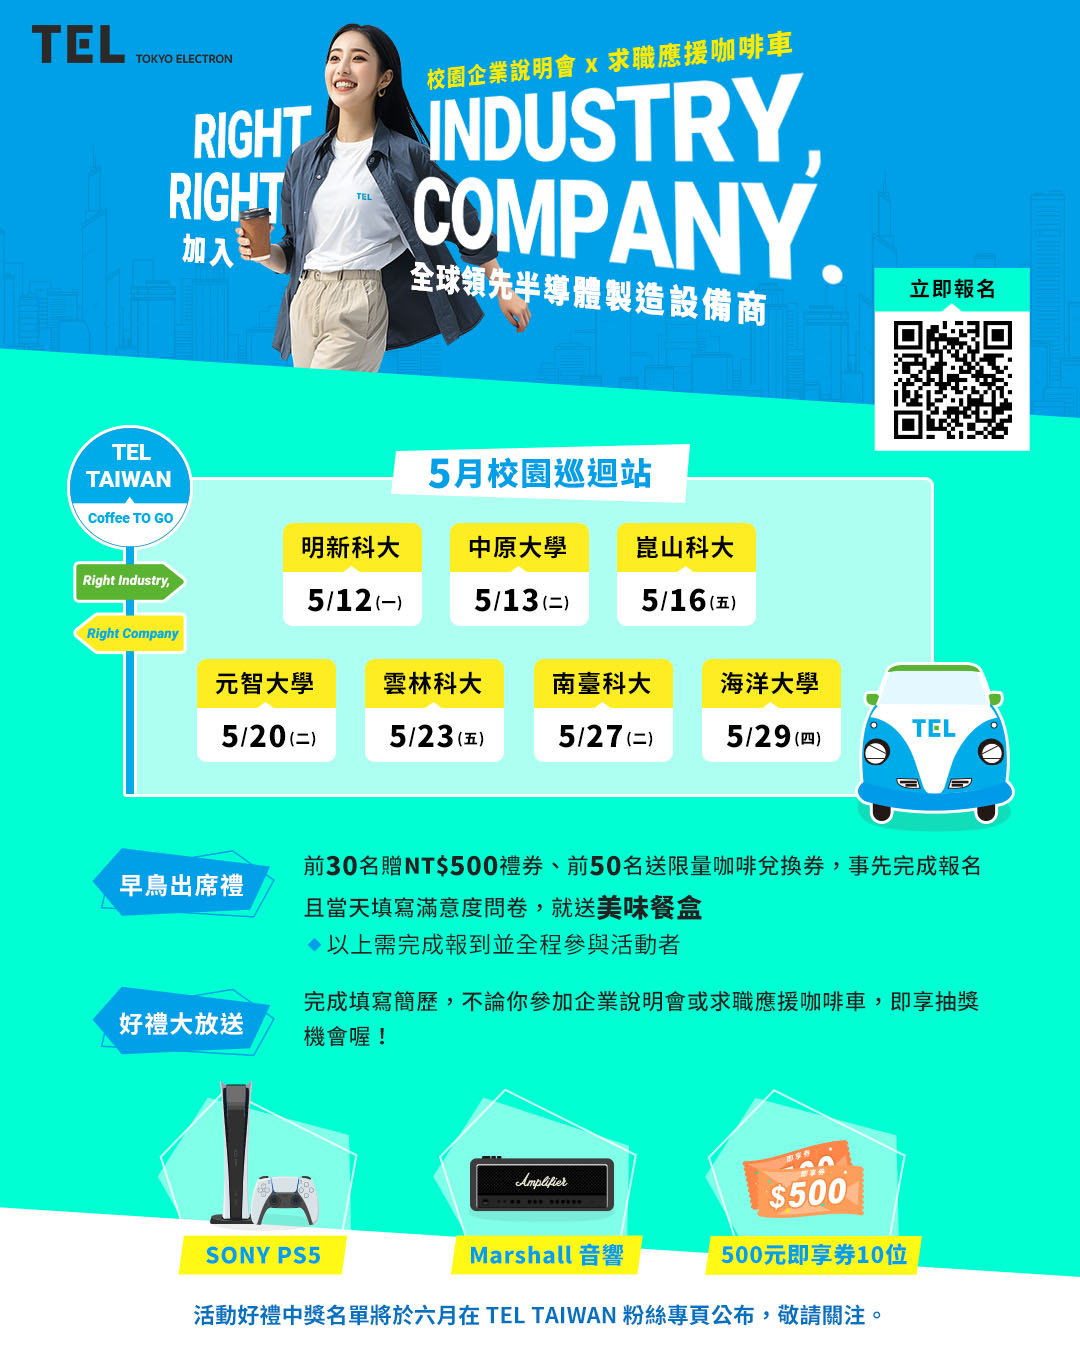 TEL TOKYO ELECTRON
校園企業說明會 x 求職應援咖啡車
RIGHT INDUSTRY,
RIGHT COMPANY.
加入全球領先半導體製造設備商
TEL
立即報名
TEL
TAIWAN
Coffee TO GO
Right Industry,
Right Company
5月校園巡迴站
明新科大
5/12(一)
中原大學
5/13(二)
崑山科大
5/16(五)
元智大學
5/20(二)
雲林科大
5/23(五)
南臺科大
5/27(二)
海洋大學
5/29(四)
TEL
早鳥出席禮
前30名贈NT$500禮券、前50名送限量咖啡兌換券,事先完成報名
且當天填寫滿意度問卷,就送美味餐盒
◆以上需完成報到並全程參與活動者
好禮大放送
完成填寫簡歷,不論你參加企業說明會或求職應援咖啡車,即享抽獎
機會喔!
Amplifier
即享券
即享券
$500
SONY PS5
Marshall 音響
500元即享券10位
活動好禮中獎名單將於六月在 TEL TAIWAN 粉絲專頁公布,敬請關注。